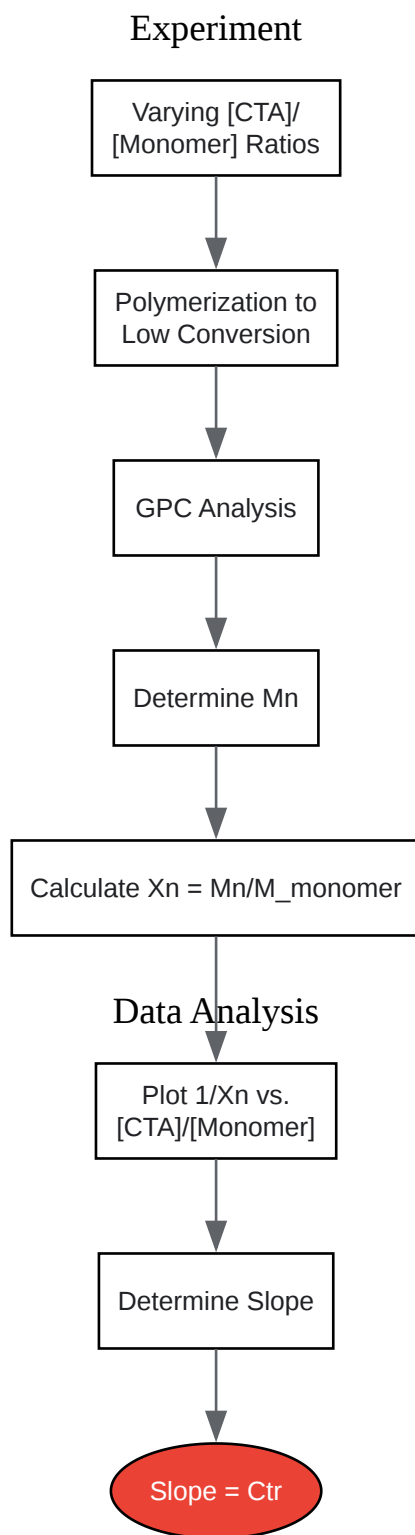 Experiment
Varying [CTA]/
[Monomer] Ratios
Polymerization to
Low Conversion
GPC Analysis
Determine Mn
Calculate Xn = Mn/M_monomer
Data Analysis
Plot 1/Xn vs.
[CTA]/[Monomer]
Determine Slope
Slope = Ctr